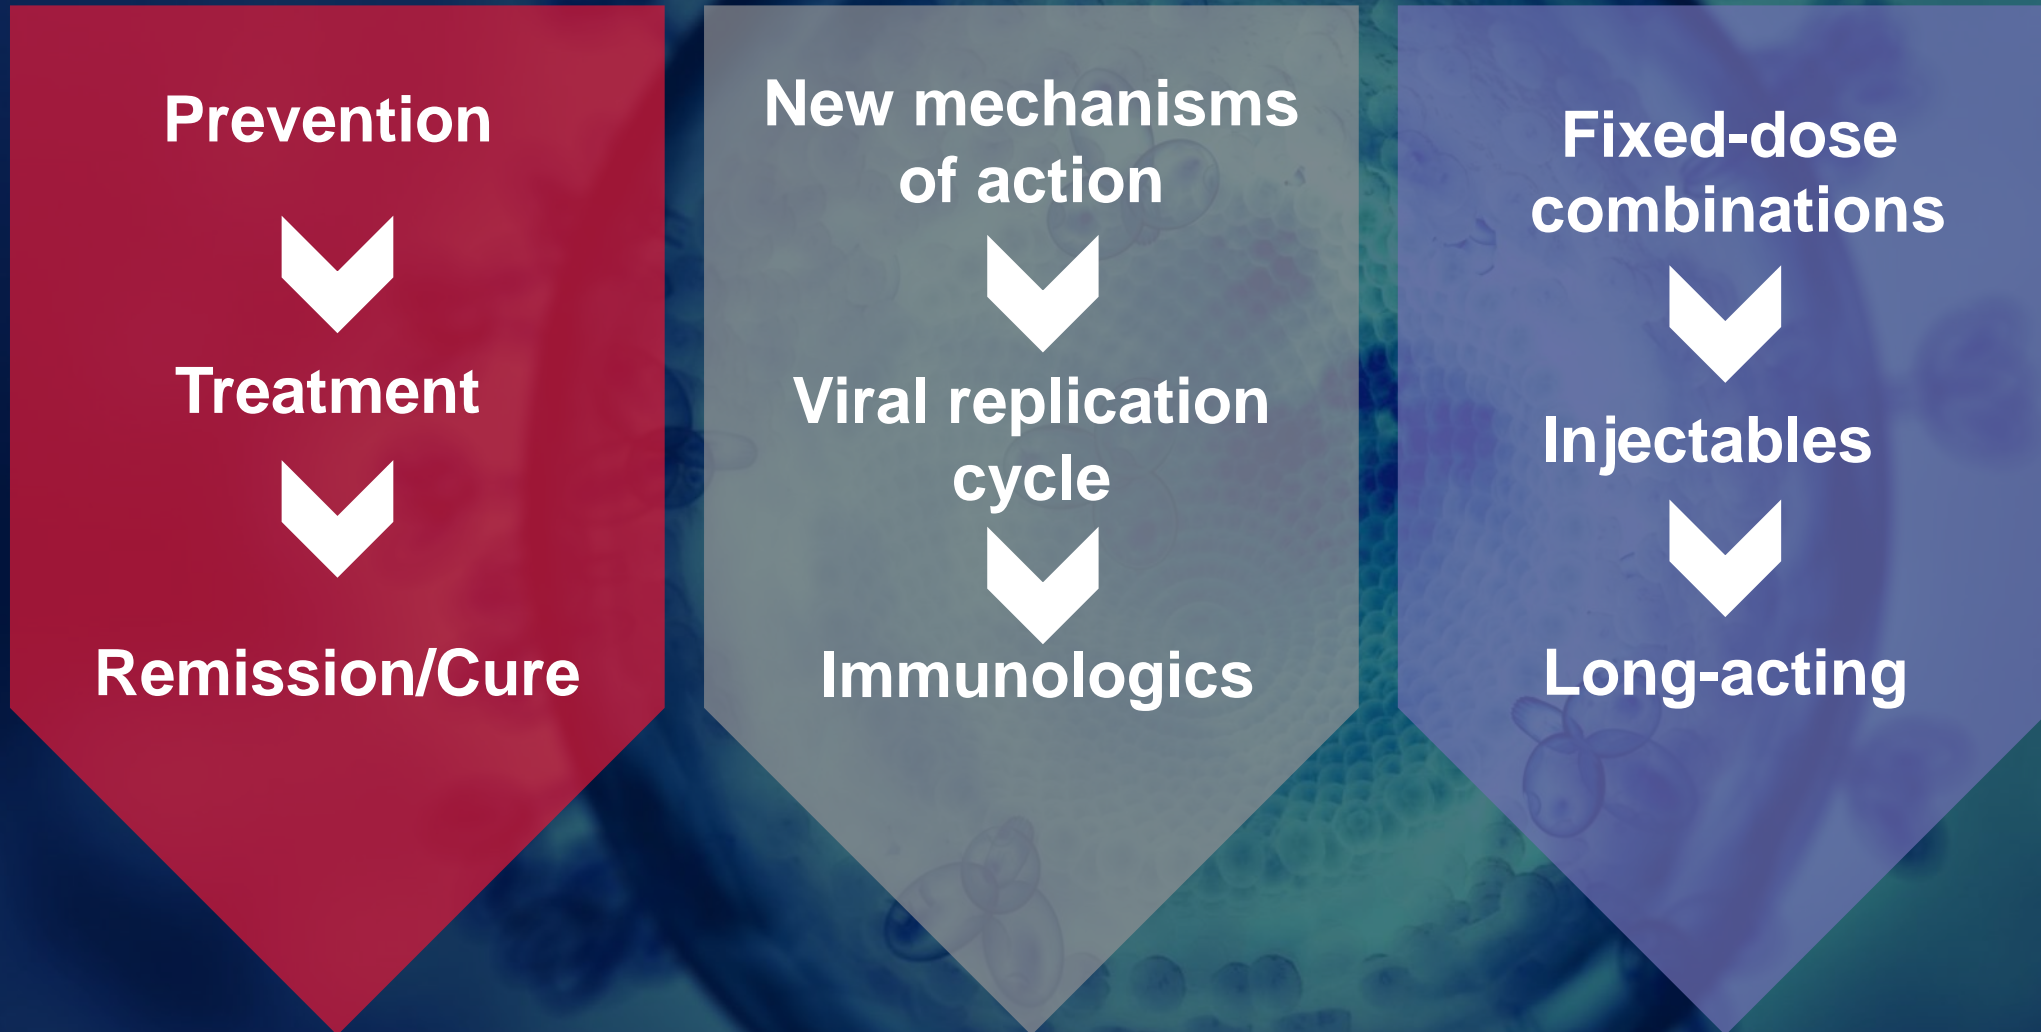 Prevention
Treatment
Remission/Cure
New mechanisms
of action
Viral replication
cycle
Immunologics
Fixed-dose
combinations
Injectables
Long-acting